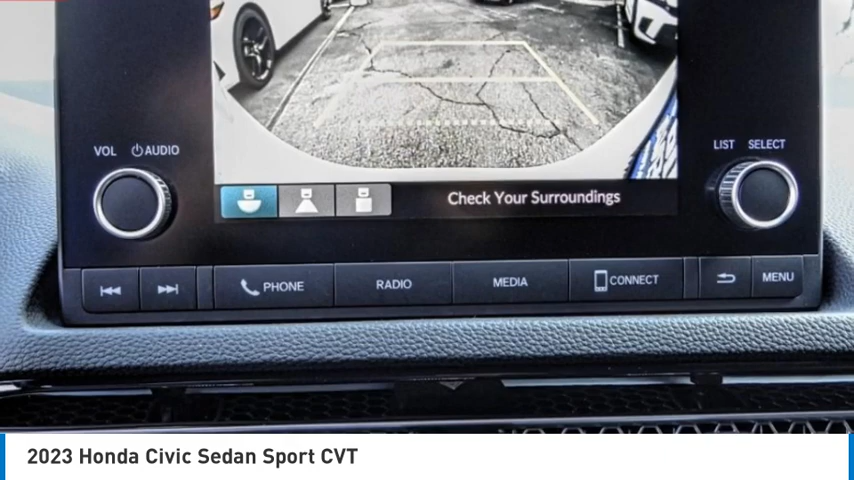 VOL AUDIO LIST SELECT
Check Your Surroundings
PHONE RADIO MEDIA CONNECT MENU
2023 Honda Civic Sedan Sport CVT